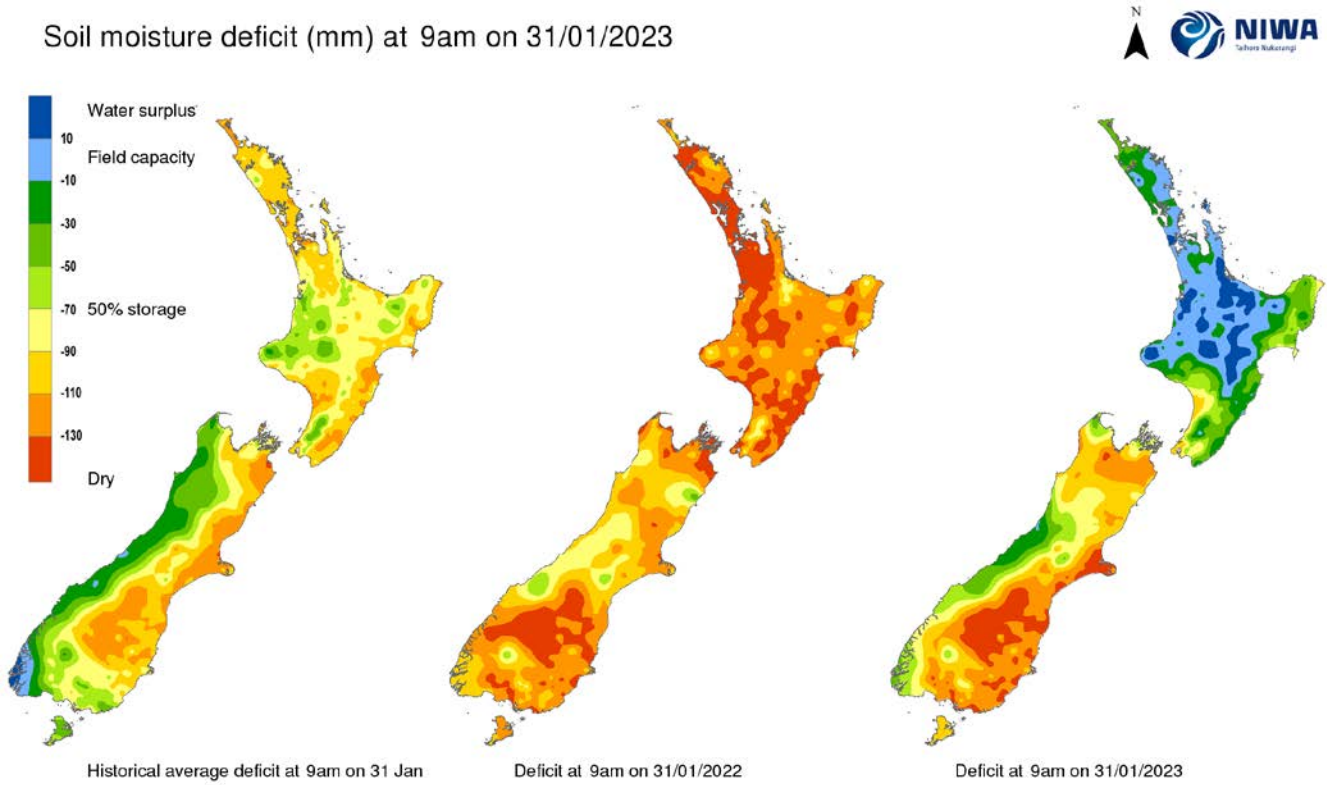 Soil moisture deficit (mm) at 9am on 31/01/2023
N
NIWA
Taihoro Nukurangi
Water surplus
10
Field capacity
-10
-30
-50
-70
50% storage
-90
-110
-130
Dry
Historical average deficit at 9am on 31 Jan
Deficit at 9am on 31/01/2022
Deficit at 9am on 31/01/2023